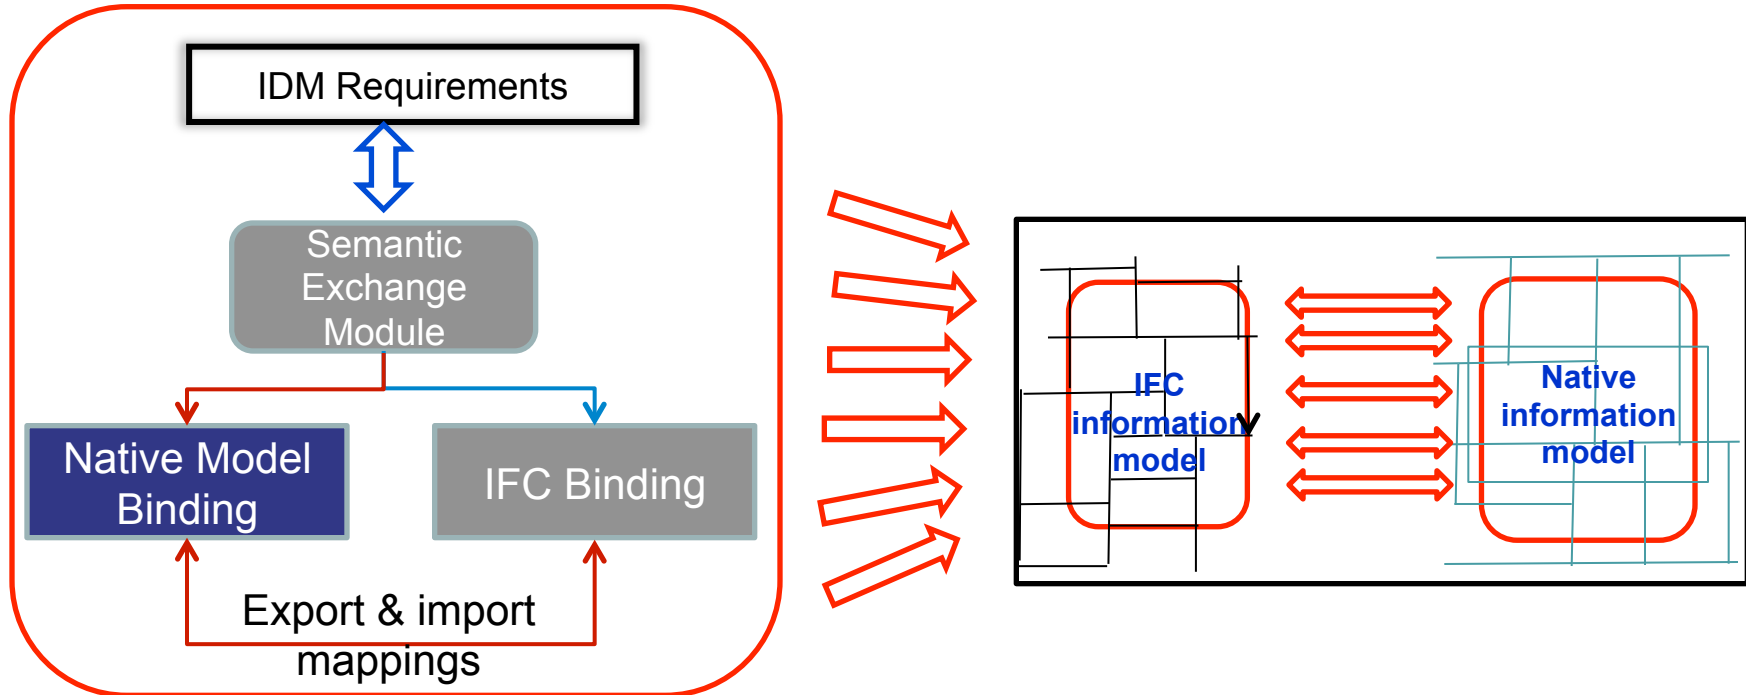 IDM Requirements
Semantic
Exchange
Module
Native Model
Binding
IFC Binding
Export & import
mappings
IFC
information
model
Native
information
model